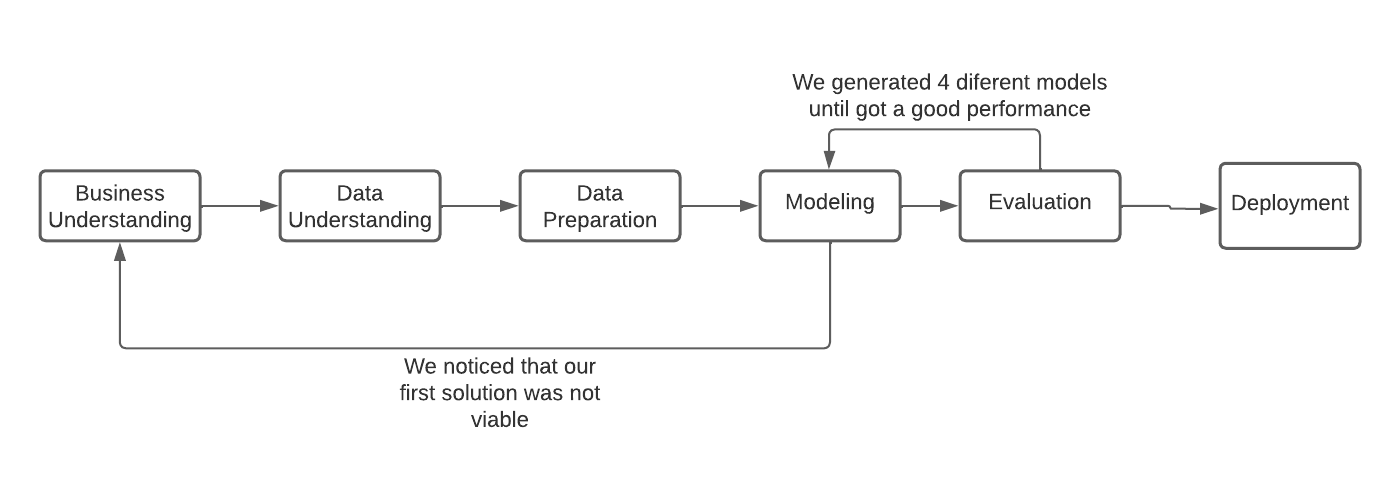 We generated 4 diferent models
until got a good performance
Business
Understanding
Data
Understanding
Data
Preparation
Modeling
Evaluation
Deployment
We noticed that our
first solution was not
viable